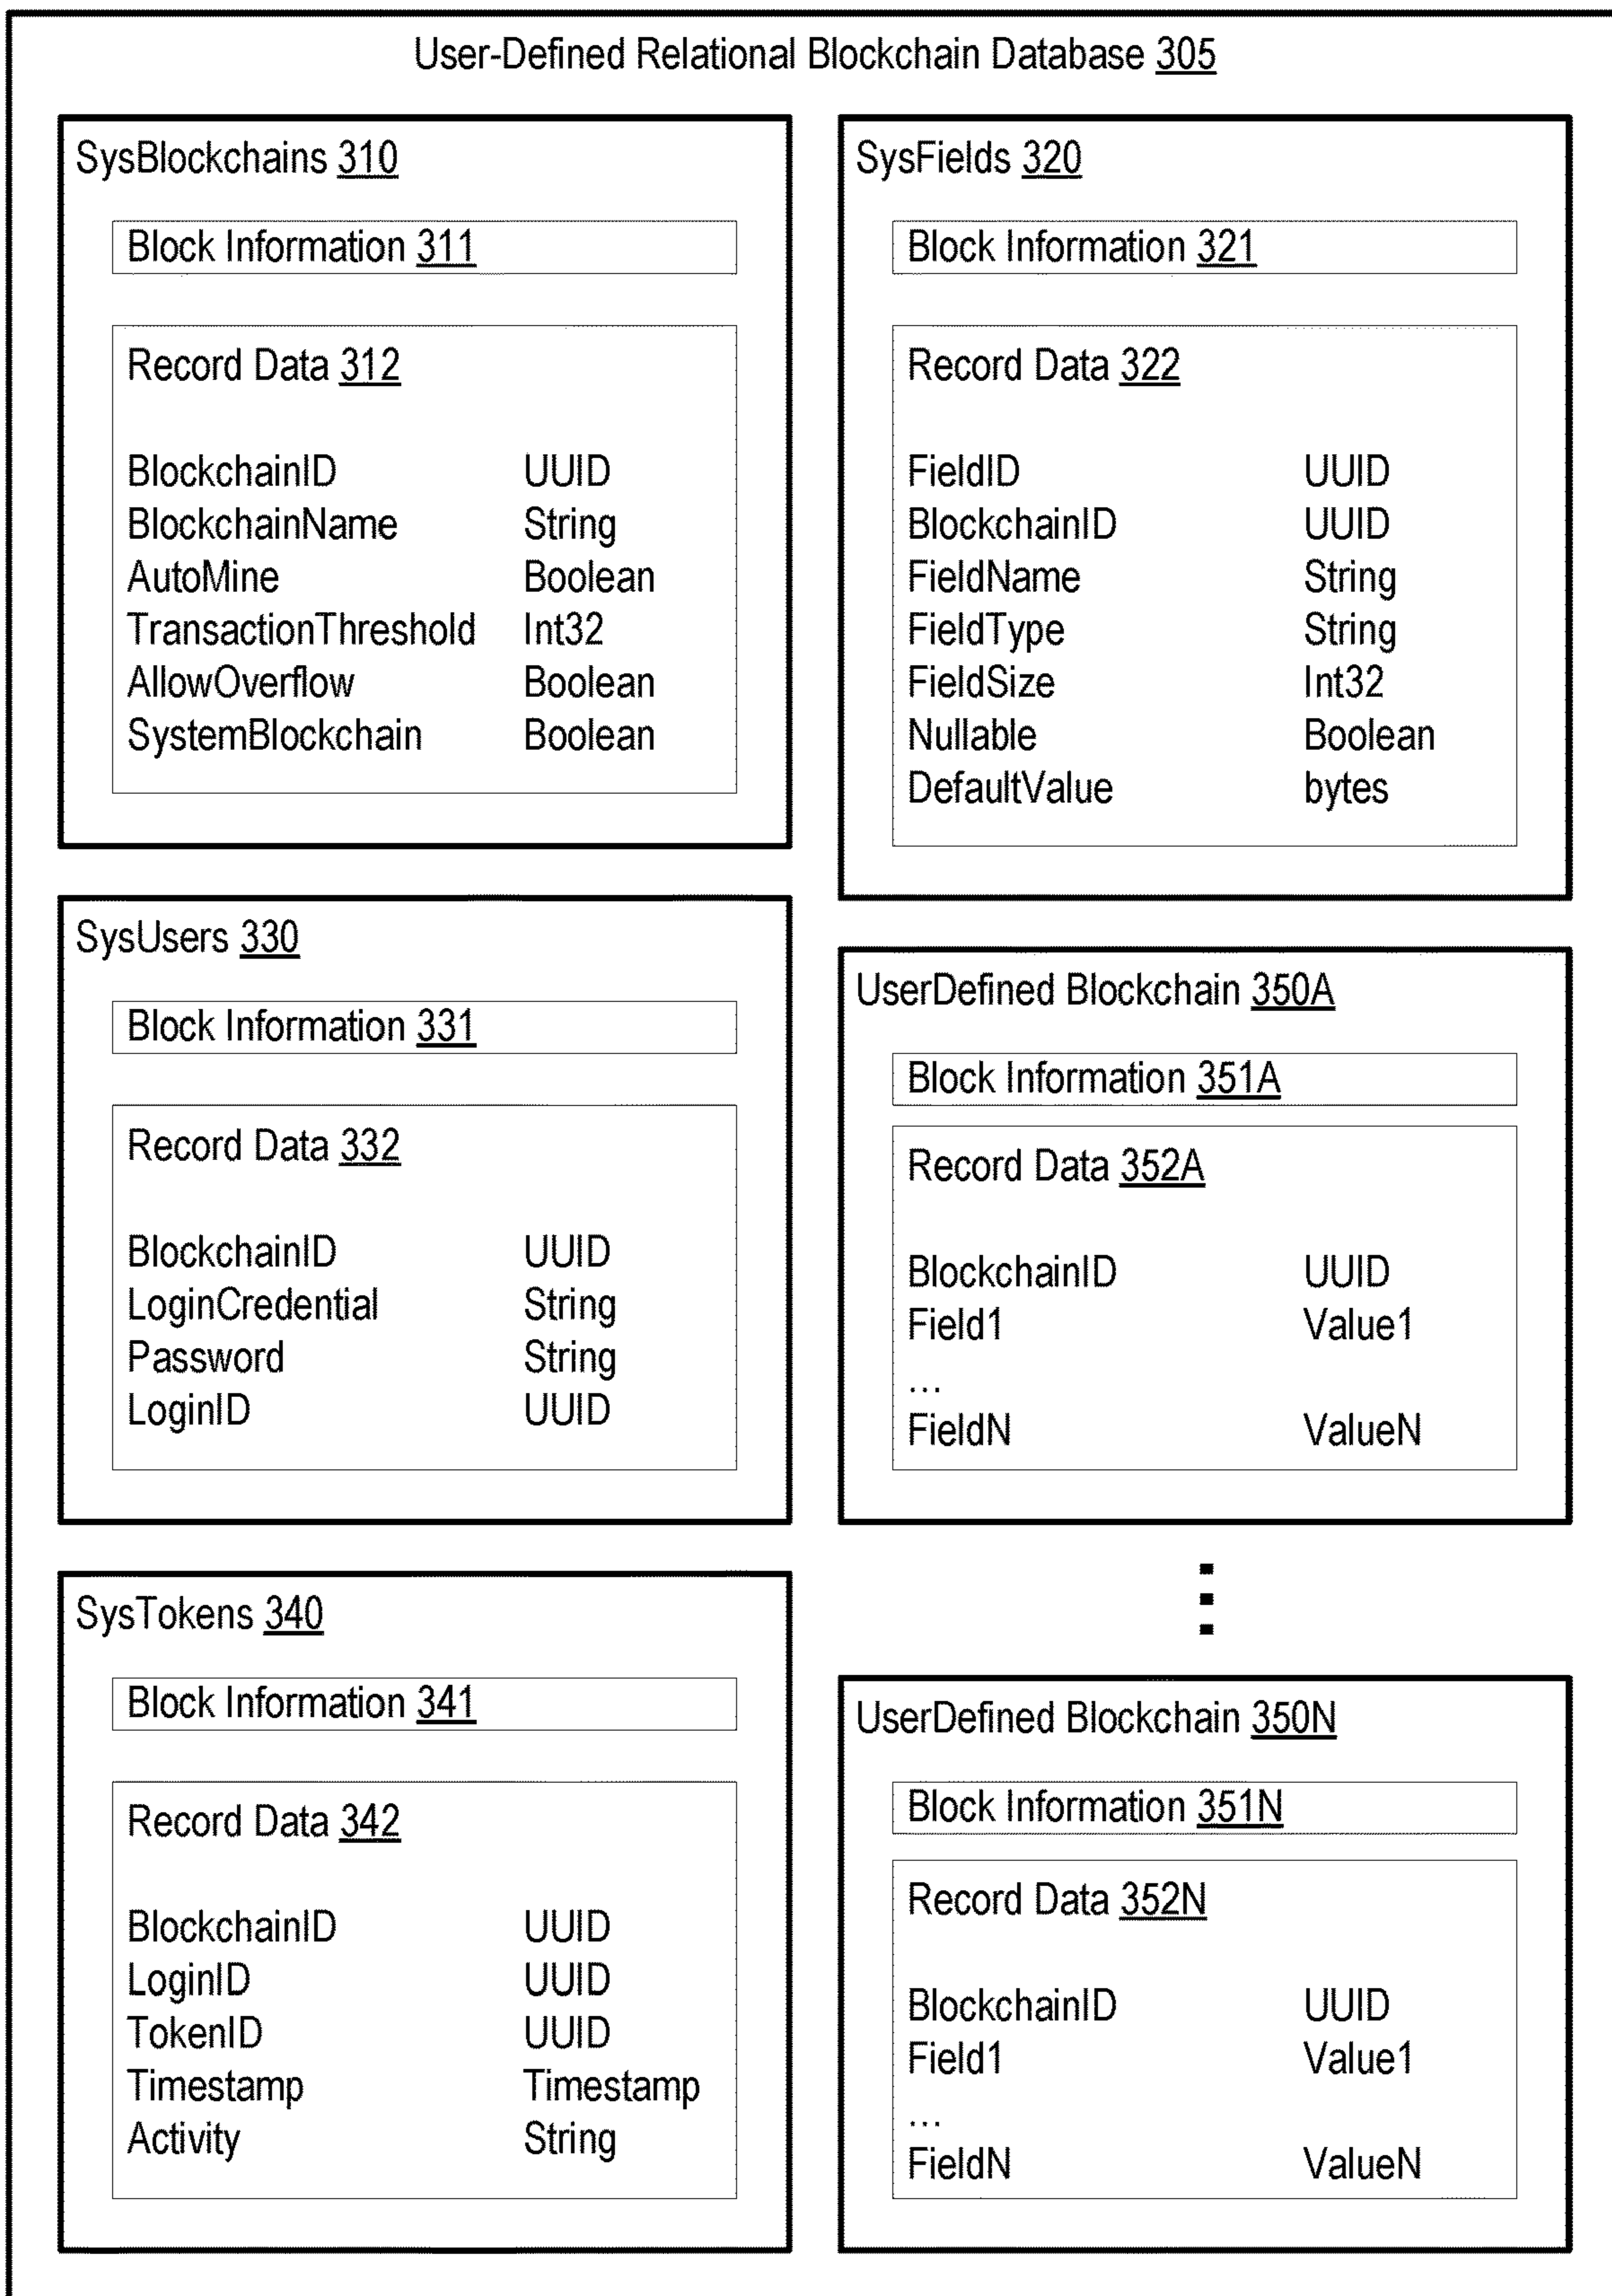 User-Defined Relational Blockchain Database 305
SysBlockchains 310
Block Information 311
Record Data 312
BlockchainID UUID
BlockchainName String
AutoMine Boolean
TransactionThreshold Int32
AllowOverflow Boolean
SystemBlockchain Boolean
SysFields 320
Block Information 321
Record Data 322
FieldID UUID
BlockchainID UUID
FieldName String
FieldType String
FieldSize Int32
Nullable Boolean
DefaultValue bytes
SysUsers 330
Block Information 331
Record Data 332
BlockchainID UUID
LoginCredential String
Password String
LoginID UUID
UserDefined Blockchain 350A
Block Information 351A
Record Data 352A
BlockchainID UUID
Field1 Value1
...
FieldN ValueN
SysTokens 340
Block Information 341
Record Data 342
BlockchainID UUID
LoginID UUID
TokenID UUID
Timestamp Timestamp
Activity String
UserDefined Blockchain 350N
Block Information 351N
Record Data 352N
BlockchainID UUID
Field1 Value1
...
FieldN ValueN